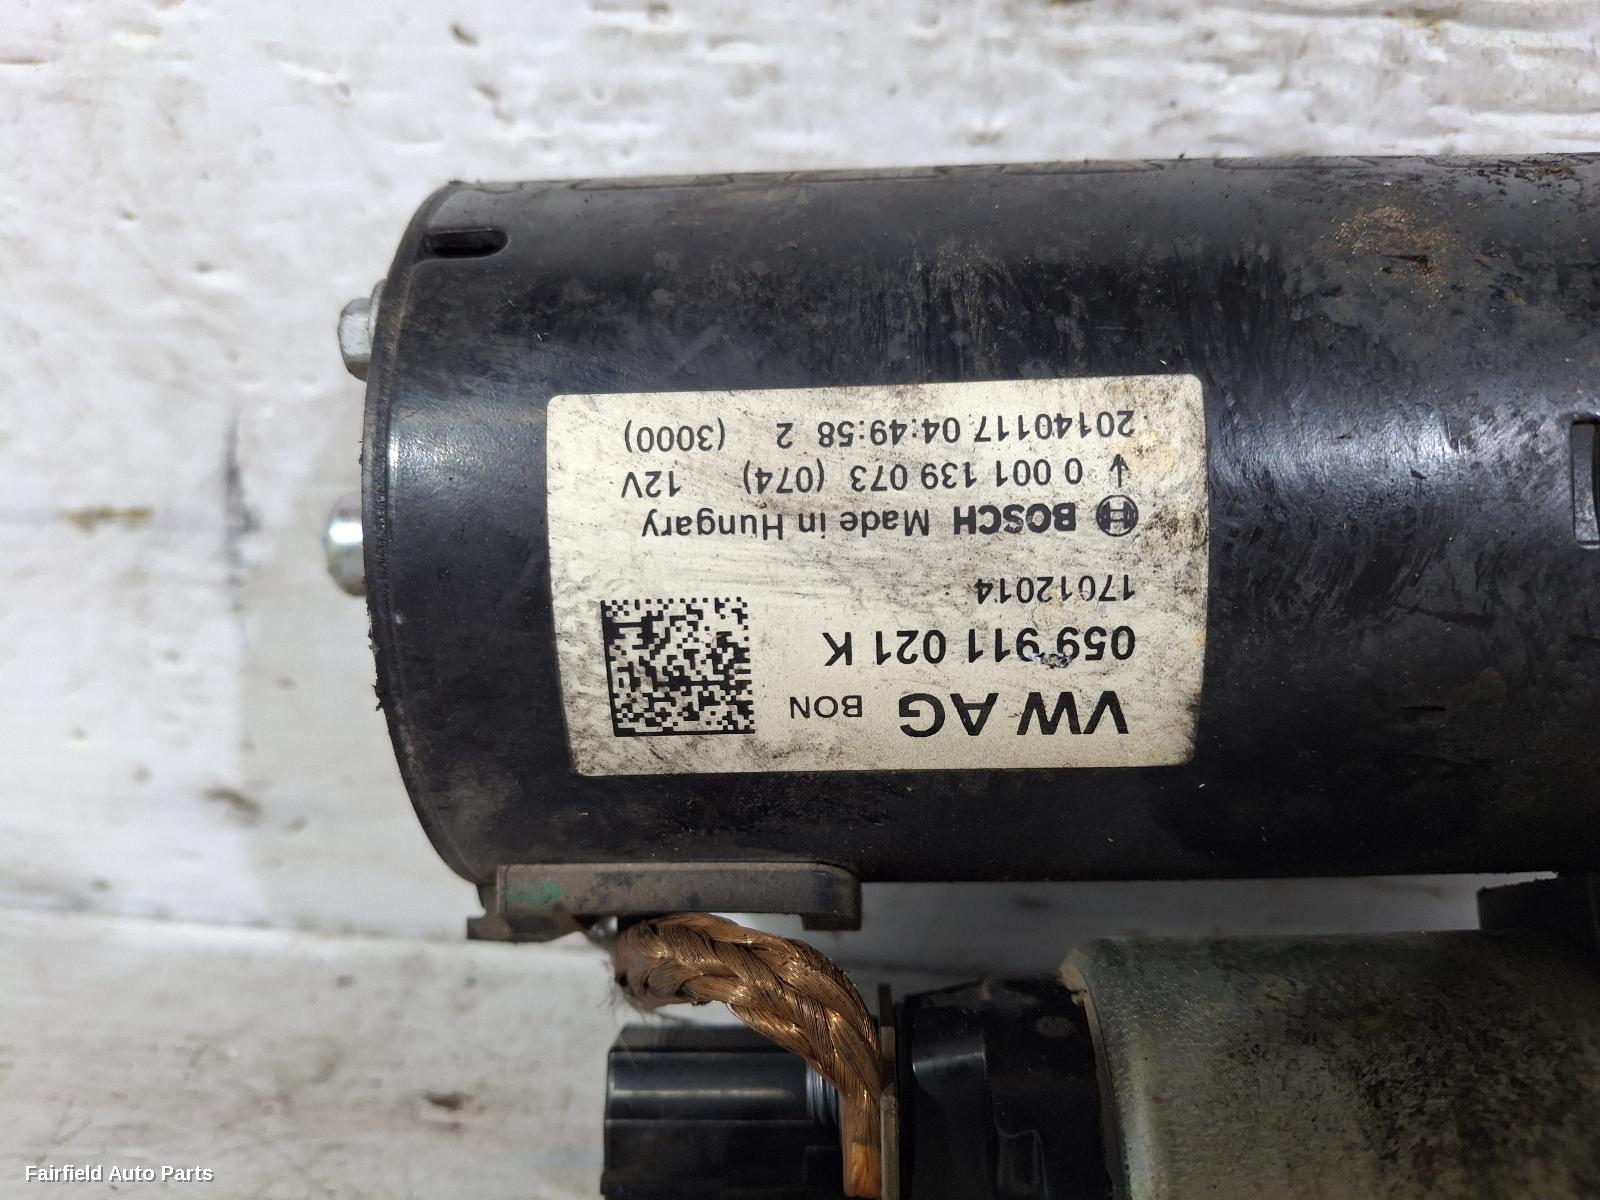 VW AG BON
059 911 021 K
17012014
BOSCH Made in Hungary
0 001 139 073 (074) 12V
20140117 04:49:58 2 (3000)
Fairfield Auto Parts